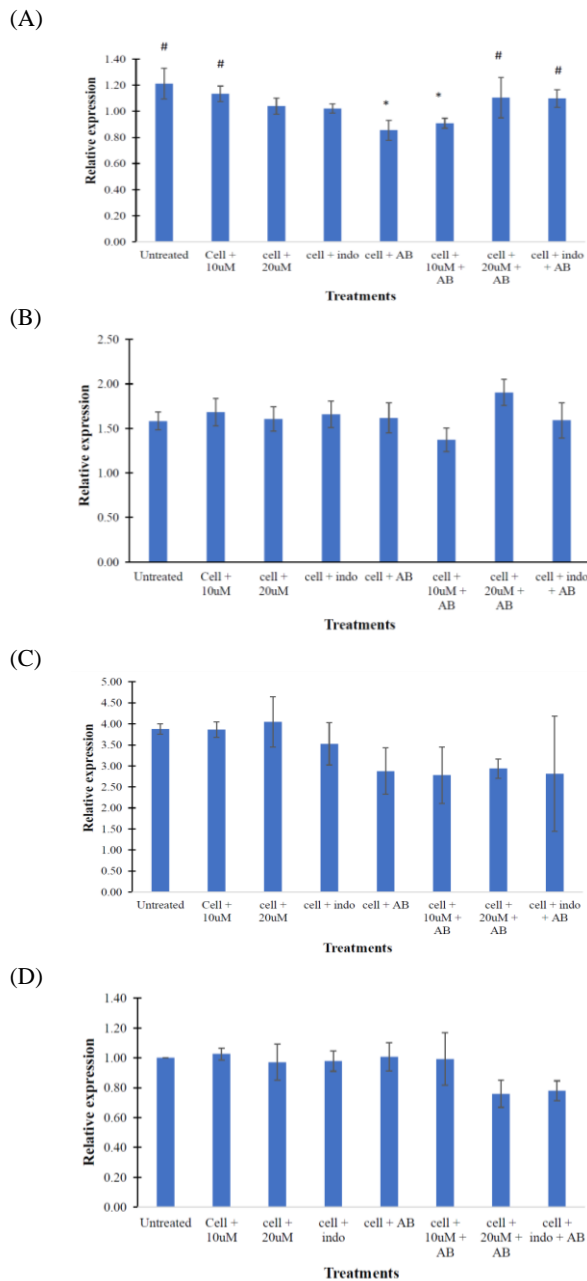 (A)
# # # #
* *
Relative expression
1.40
1.20
1.00
0.80
0.60
0.40
0.20
0.00
Untreated Cell + 10uM cell + 20uM cell + indo cell + AB cell + 10uM + AB cell + 20uM + AB cell + indo + AB
Treatments
(B)
Relative expression
2.50
2.00
1.50
1.00
0.50
0.00
Untreated Cell + 10uM cell + 20uM cell + indo cell + AB cell + 10uM + AB cell + 20uM + AB cell + indo + AB
Treatments
(C)
Relative expression
5.00
4.00
3.50
3.00
2.50
2.00
2.00
1.50
1.00
0.50
0.00
Untreated Cell + 10uM cell + 20uM cell + indo cell + AB cell + 10uM + AB cell + 20uM + AB cell + indo + AB
Treatments
(D)
Relative expression
1.40
1.20
1.00
0.80
0.60
0.40
0.20
0.00
Untreated Cell + 10uM cell + 20uM cell + indo cell + AB cell + 10uM + AB cell + 20uM + AB cell + indo + AB
Treatments